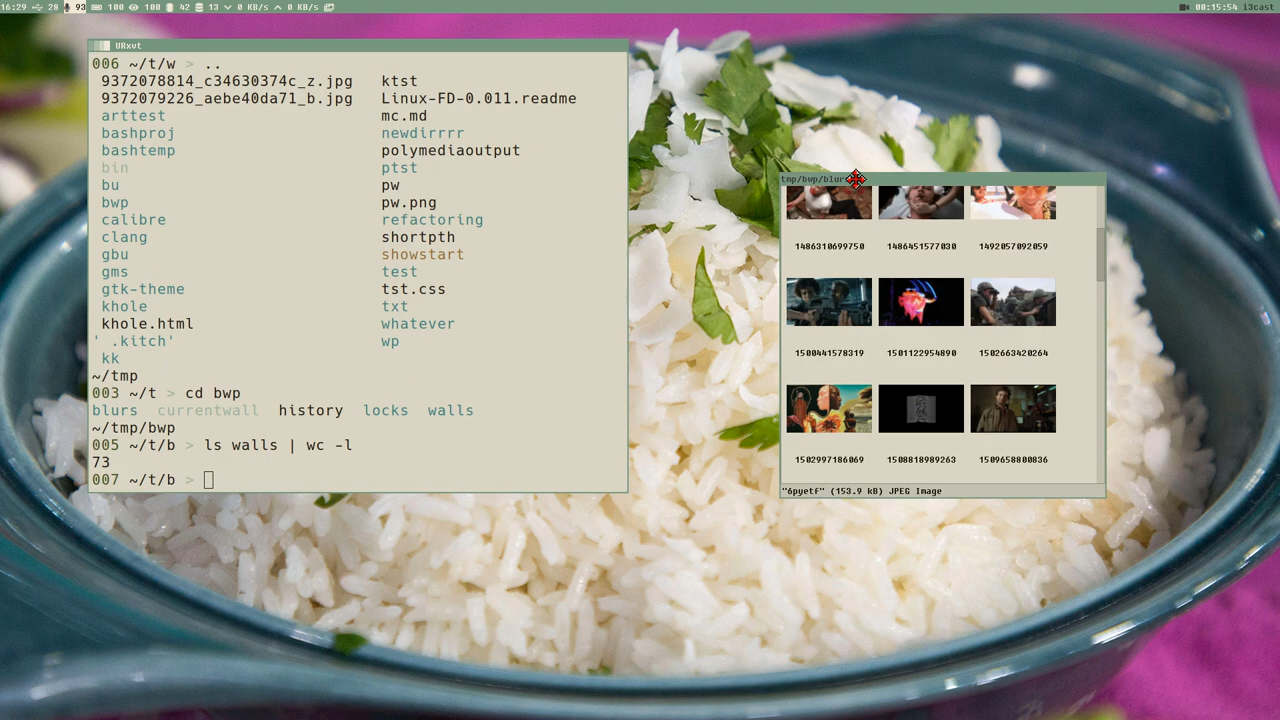 16:29 28 93 100 100 42 13 0 KB/s 0 KB/s
00:15:54 i3cast
URxvt
006 ~/t/w > ..
9372078814_c34630374c_z.jpg ktst
9372079226_aebe40da71_b.jpg Linux-FD-0.011.readme
arttest mc.md
bashproj newdirrrr
bashtemp polymediaoutput
bin ptst
bu pw
bwp pw.png
calibre refactoring
clang shortpth
gbu showstart
gms test
gtk-theme tst.css
khole txt
khole.html whatever
' .kitch' wp
kk
~/tmp
003 ~/t > cd bwp
blurs currentwall history locks walls
~/tmp/bwp
005 ~/t/b > ls walls | wc -l
73
007 ~/t/b >
tmp/bwp/blur
1486310699750 1486451577030 1492057092059
1500441578319 1501122954890 1502663420264
1502997186069 1508818989263 1509658800836
"6pyetf" (153.9 kB) JPEG Image